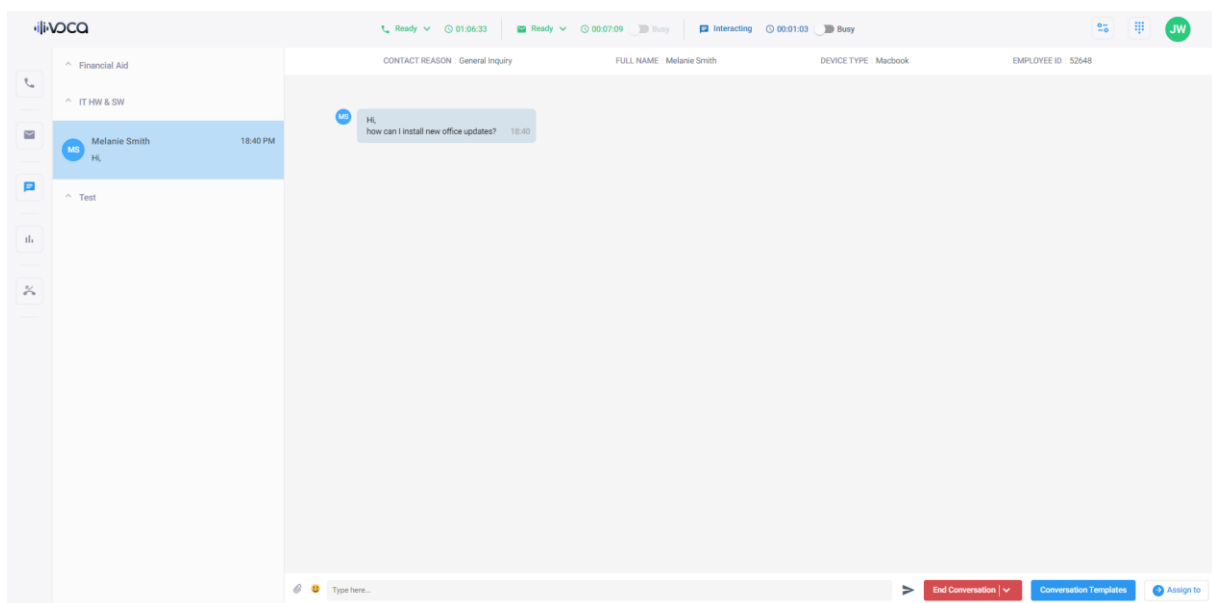 VOCA
Ready 01:06:33 Ready 00:07:09 Busy Interacting 00:01:03 Busy JW
Financial Aid
CONTACT REASON General Inquiry FULL NAME Melanie Smith DEVICE TYPE Macbook EMPLOYEE ID 52648
IT HW & SW
MS Melanie Smith 18:40 PM
Hi,
Test
MS Hi,
how can I install new office updates? 18:40
Type here... End Conversation Conversation Templates Assign to